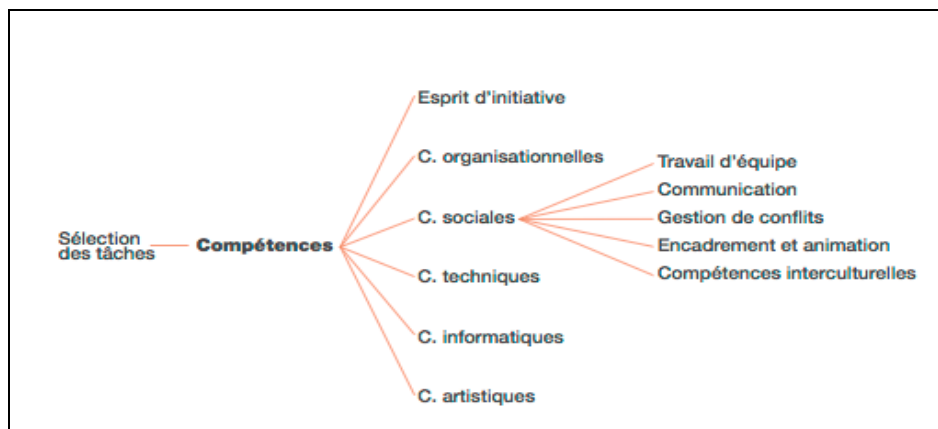 Sélection
des tâches
Compétences
Esprit d'initiative
C. organisationnelles
C. sociales
C. techniques
C. informatiques
C. artistiques
Travail d'équipe
Communication
Gestion de conflits
Encadrement et animation
Compétences interculturelles